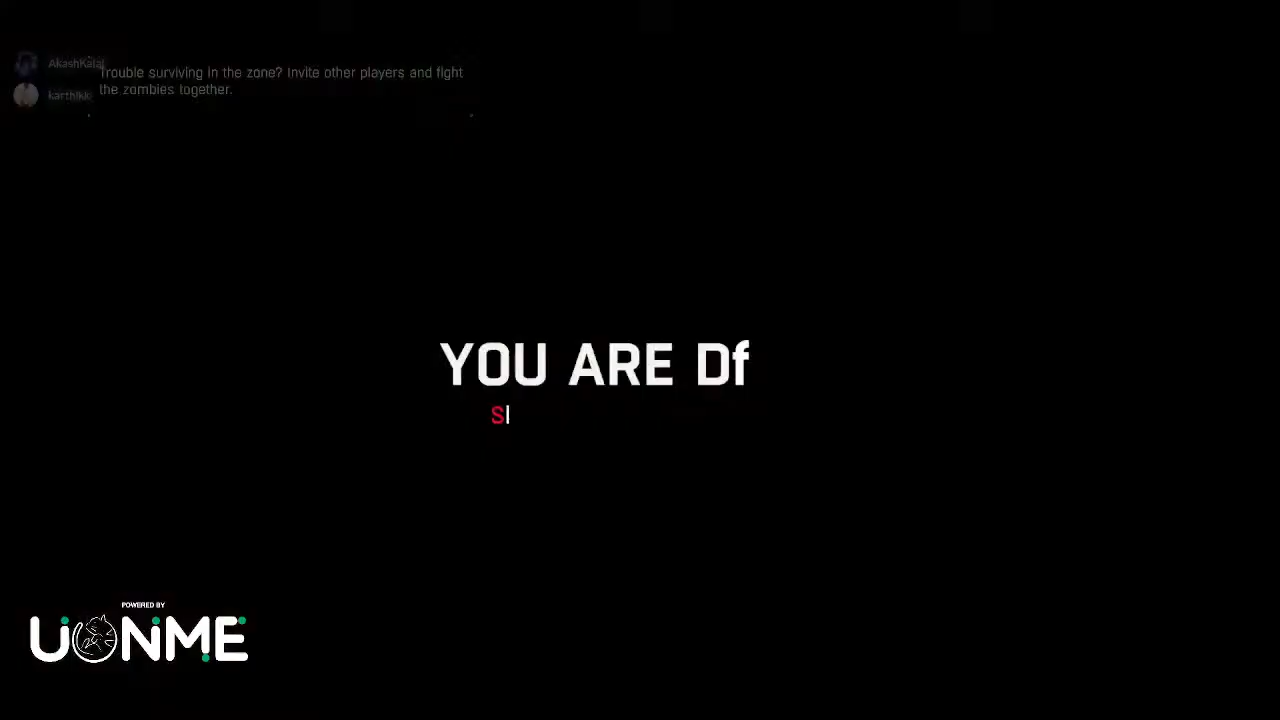 AkashKalal
Trouble surviving in the zone? Invite other players and fight
the zombies together.
karthikk
YOU ARE Df
Sl
POWERED BY
UONME